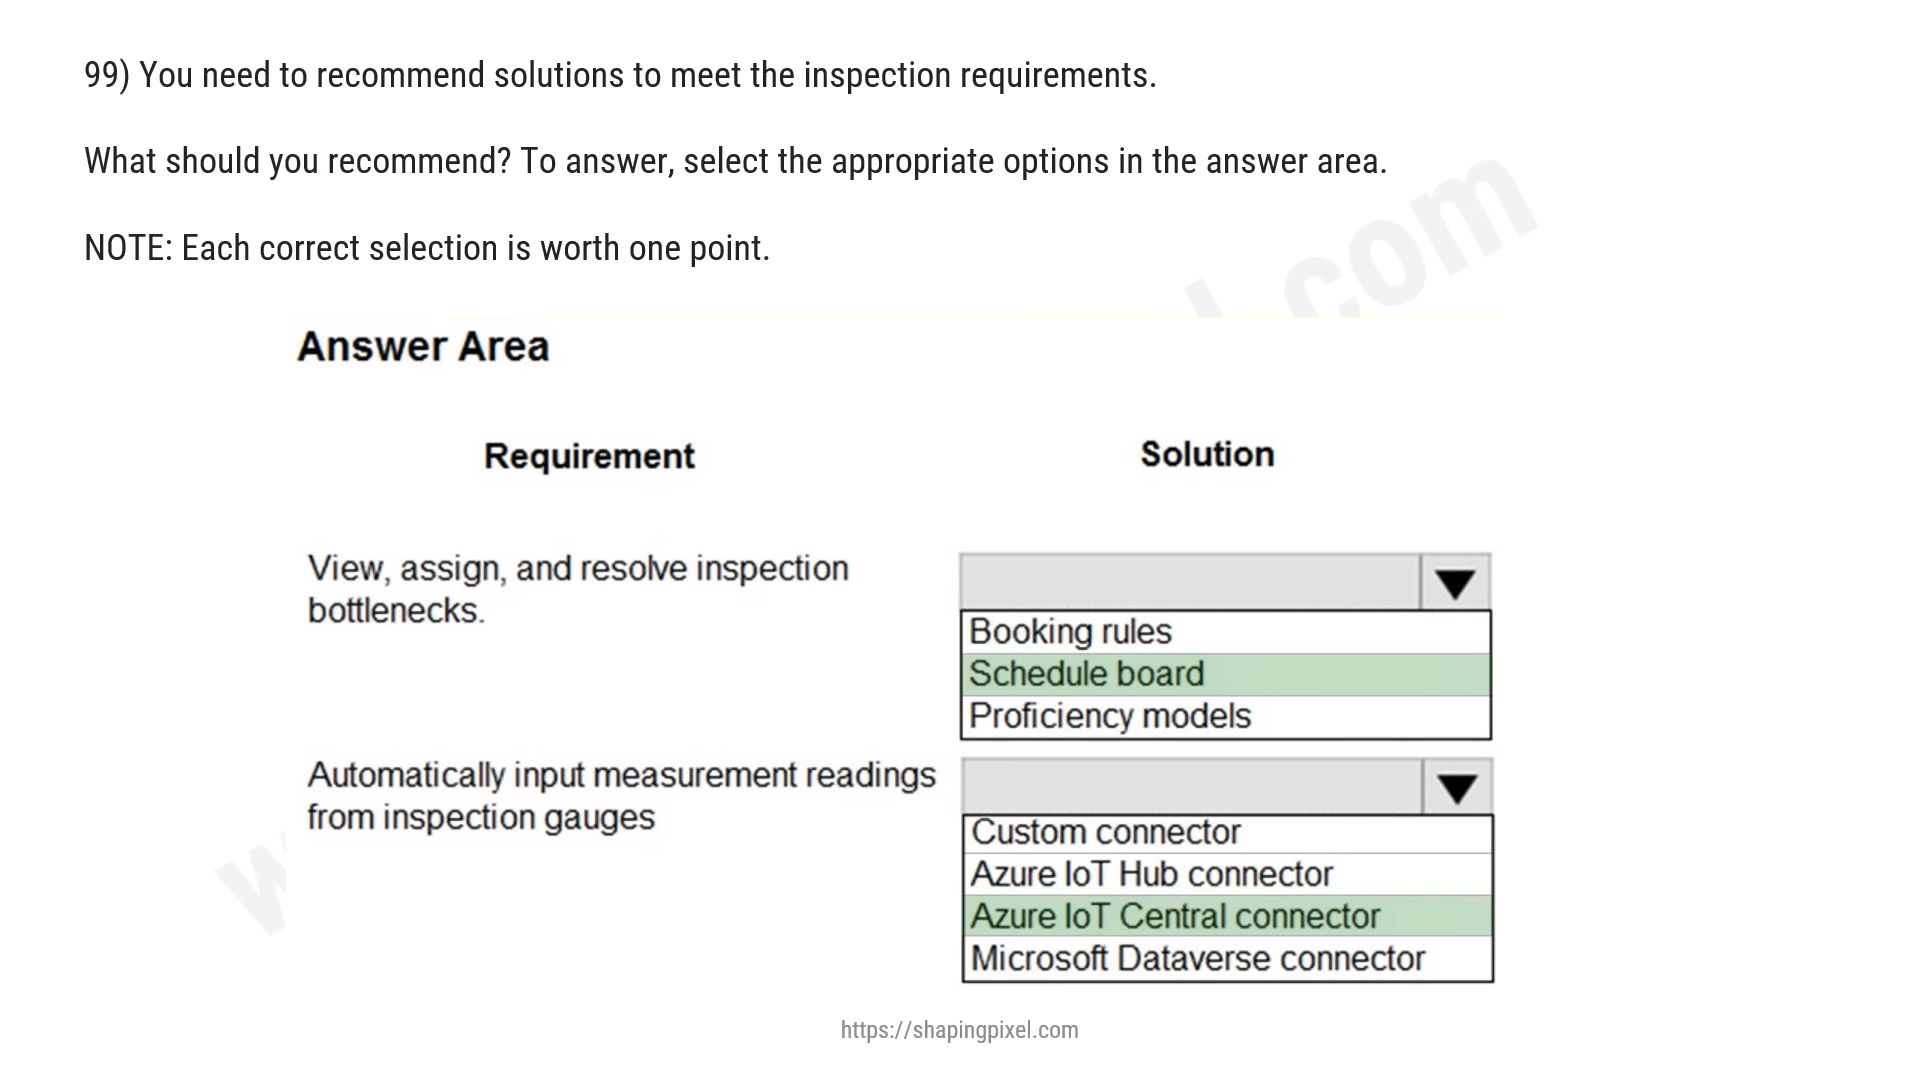 99) You need to recommend solutions to meet the inspection requirements.
What should you recommend? To answer, select the appropriate options in the answer area.
NOTE: Each correct selection is worth one point.
Answer Area
Requirement
Solution
View, assign, and resolve inspection
bottlenecks.
Booking rules
Schedule board
Proficiency models
Automatically input measurement readings
from inspection gauges
Custom connector
Azure IoT Hub connector
Azure IoT Central connector
Microsoft Dataverse connector
https://shapingpixel.com